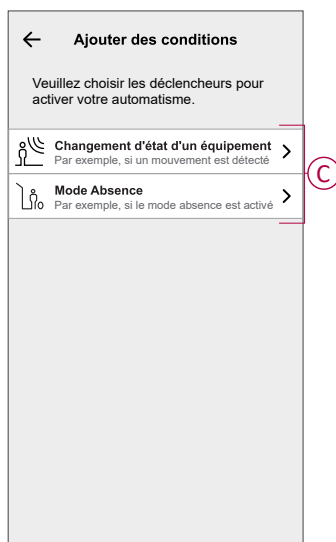 Ajouter des conditions
Veuillez choisir les déclencheurs pour
activer votre automatisme.
Changement d'état d'un équipement
Par exemple, si un mouvement est détecté
Mode Absence
Par exemple, si le mode absence est activé
C